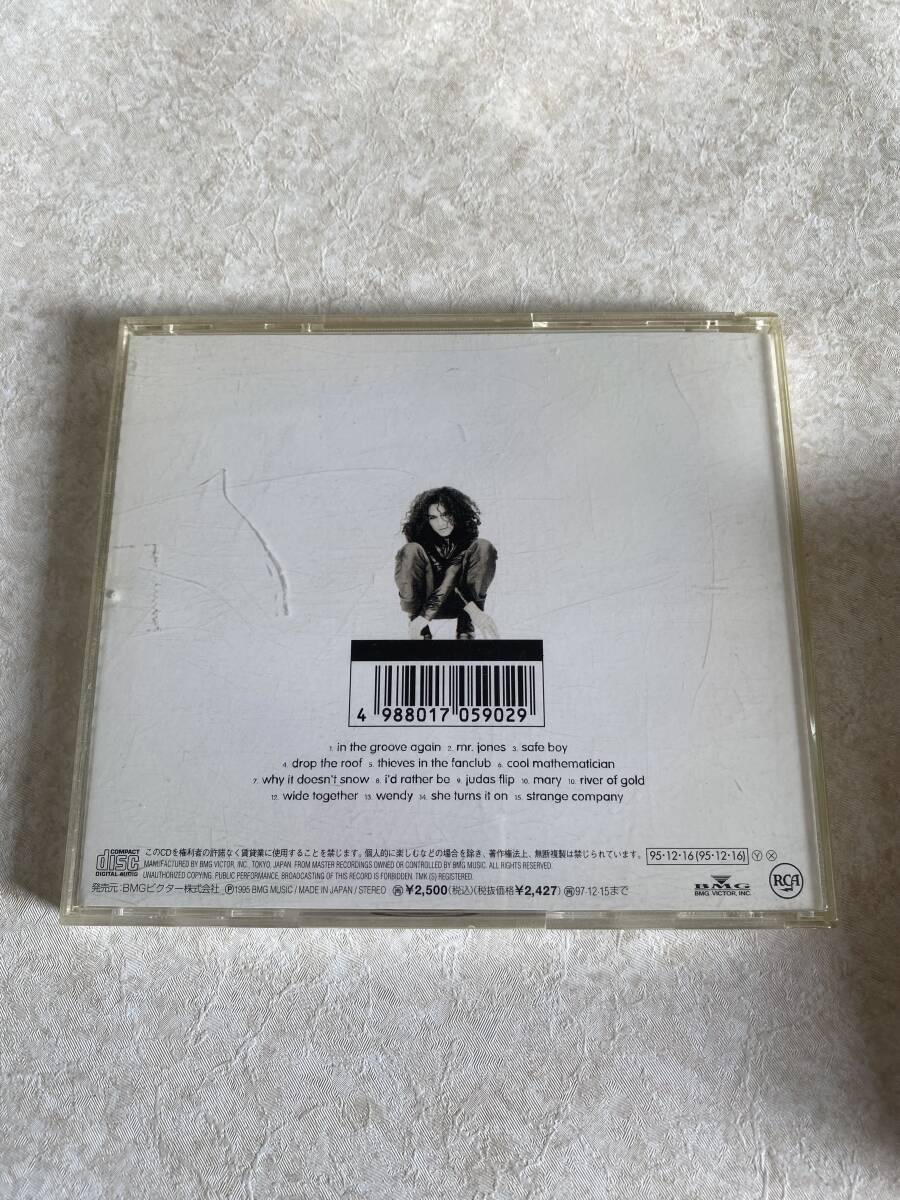 4 988017 059029
1. in the groove again 2. mr. jones 3. safe boy
4. drop the roof 5. thieves in the fanclub 6. cool mathematician
7. why it doesn't snow 8. i'd rather be 9. judas flip 10. mary 10. river of gold
12. wide together 13. wendy 14. she turns it on 15. strange company
COMPACT
disc
DIGITAL AUDIO
このCDを権利者の許諾なく賃貸業に使用することを禁じます。個人的に楽しむなどの場合を除き、著作権法上、無断複製は禁じられています。
95・12・16(95・12・16) Y X
MANUFACTURED BY BMG VICTOR, INC., TOKYO, JAPAN. FROM MASTER RECORDINGS OWNED OR CONTROLLED BY BMG MUSIC. ALL RIGHTS RESERVED.
UNAUTHORIZED COPYING, PUBLIC PERFORMANCE, BROADCASTING OF THIS RECORD IS FORBIDDEN. TMK (S) REGISTERED.
発売元:BMGビクター株式会社 Ⓟ1995 BMG MUSIC / MADE IN JAPAN / STEREO ㊢¥2,500(税込)(税抜価格¥2,427) ㊢97・12・15まで
BMG
BMG VICTOR, INC.
RCA